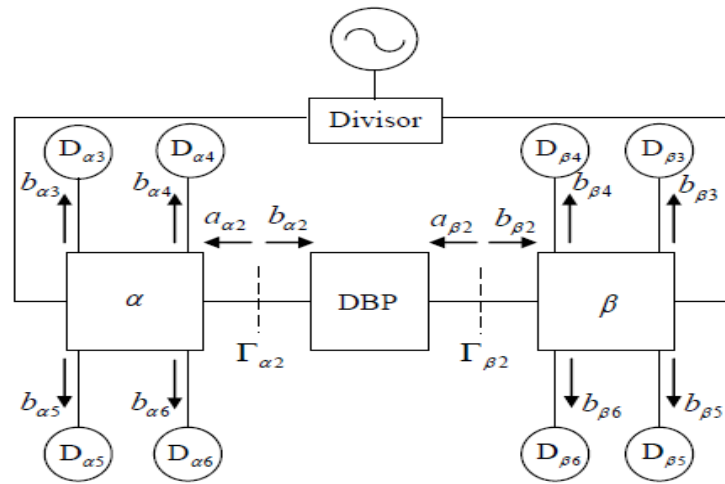 Divisor
Dα3 Dα4 Dβ4 Dβ3
bα3 bα4 bβ4 bβ3
aα2 bα2 aβ2 bβ2
α DBP β
Γα2 Γβ2
bα5 bα6 bβ6 bβ5
Dα5 Dα6 Dβ6 Dβ5